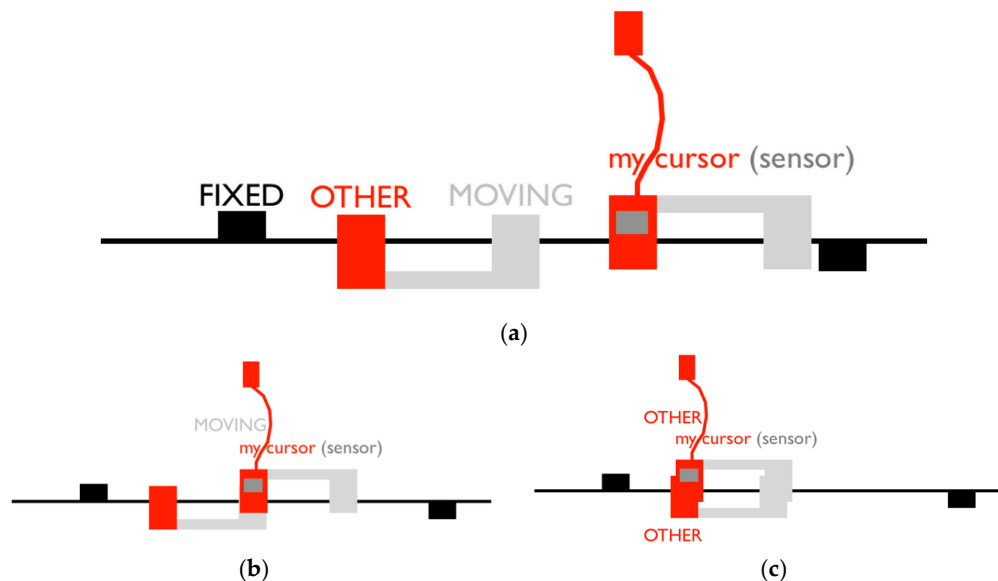 my cursor (sensor)
FIXED OTHER MOVING
(a)
MOVING
my cursor (sensor)
(b)
OTHER
my cursor (sensor)
OTHER
(c)